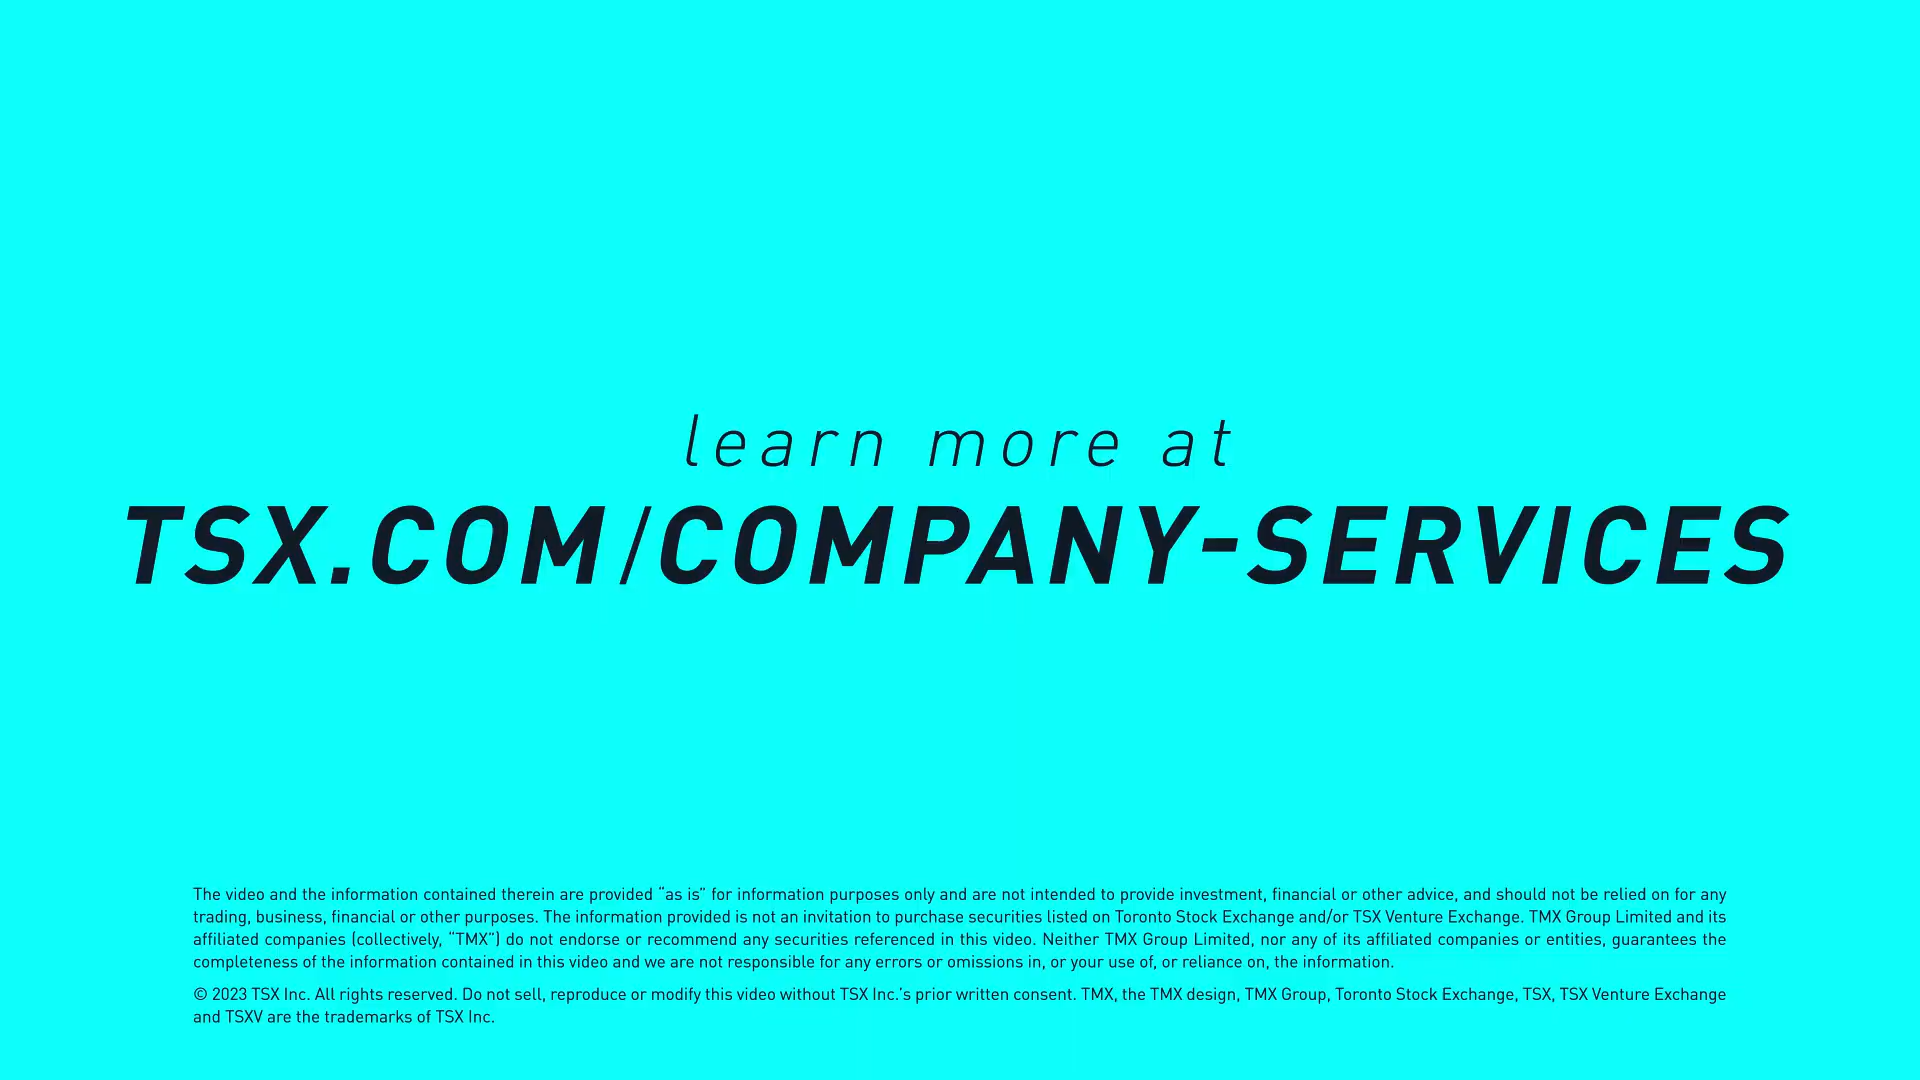 learn more at
TSX.COM/COMPANY-SERVICES
The video and the information contained therein are provided “as is” for information purposes only and are not intended to provide investment, financial or other advice, and should not be relied on for any
trading, business, financial or other purposes. The information provided is not an invitation to purchase securities listed on Toronto Stock Exchange and/or TSX Venture Exchange. TMX Group Limited and its
affiliated companies (collectively, “TMX”) do not endorse or recommend any securities referenced in this video. Neither TMX Group Limited, nor any of its affiliated companies or entities, guarantees the
completeness of the information contained in this video and we are not responsible for any errors or omissions in, or your use of, or reliance on, the information.
© 2023 TSX Inc. All rights reserved. Do not sell, reproduce or modify this video without TSX Inc.’s prior written consent. TMX, the TMX design, TMX Group, Toronto Stock Exchange, TSX, TSX Venture Exchange
and TSXV are the trademarks of TSX Inc.